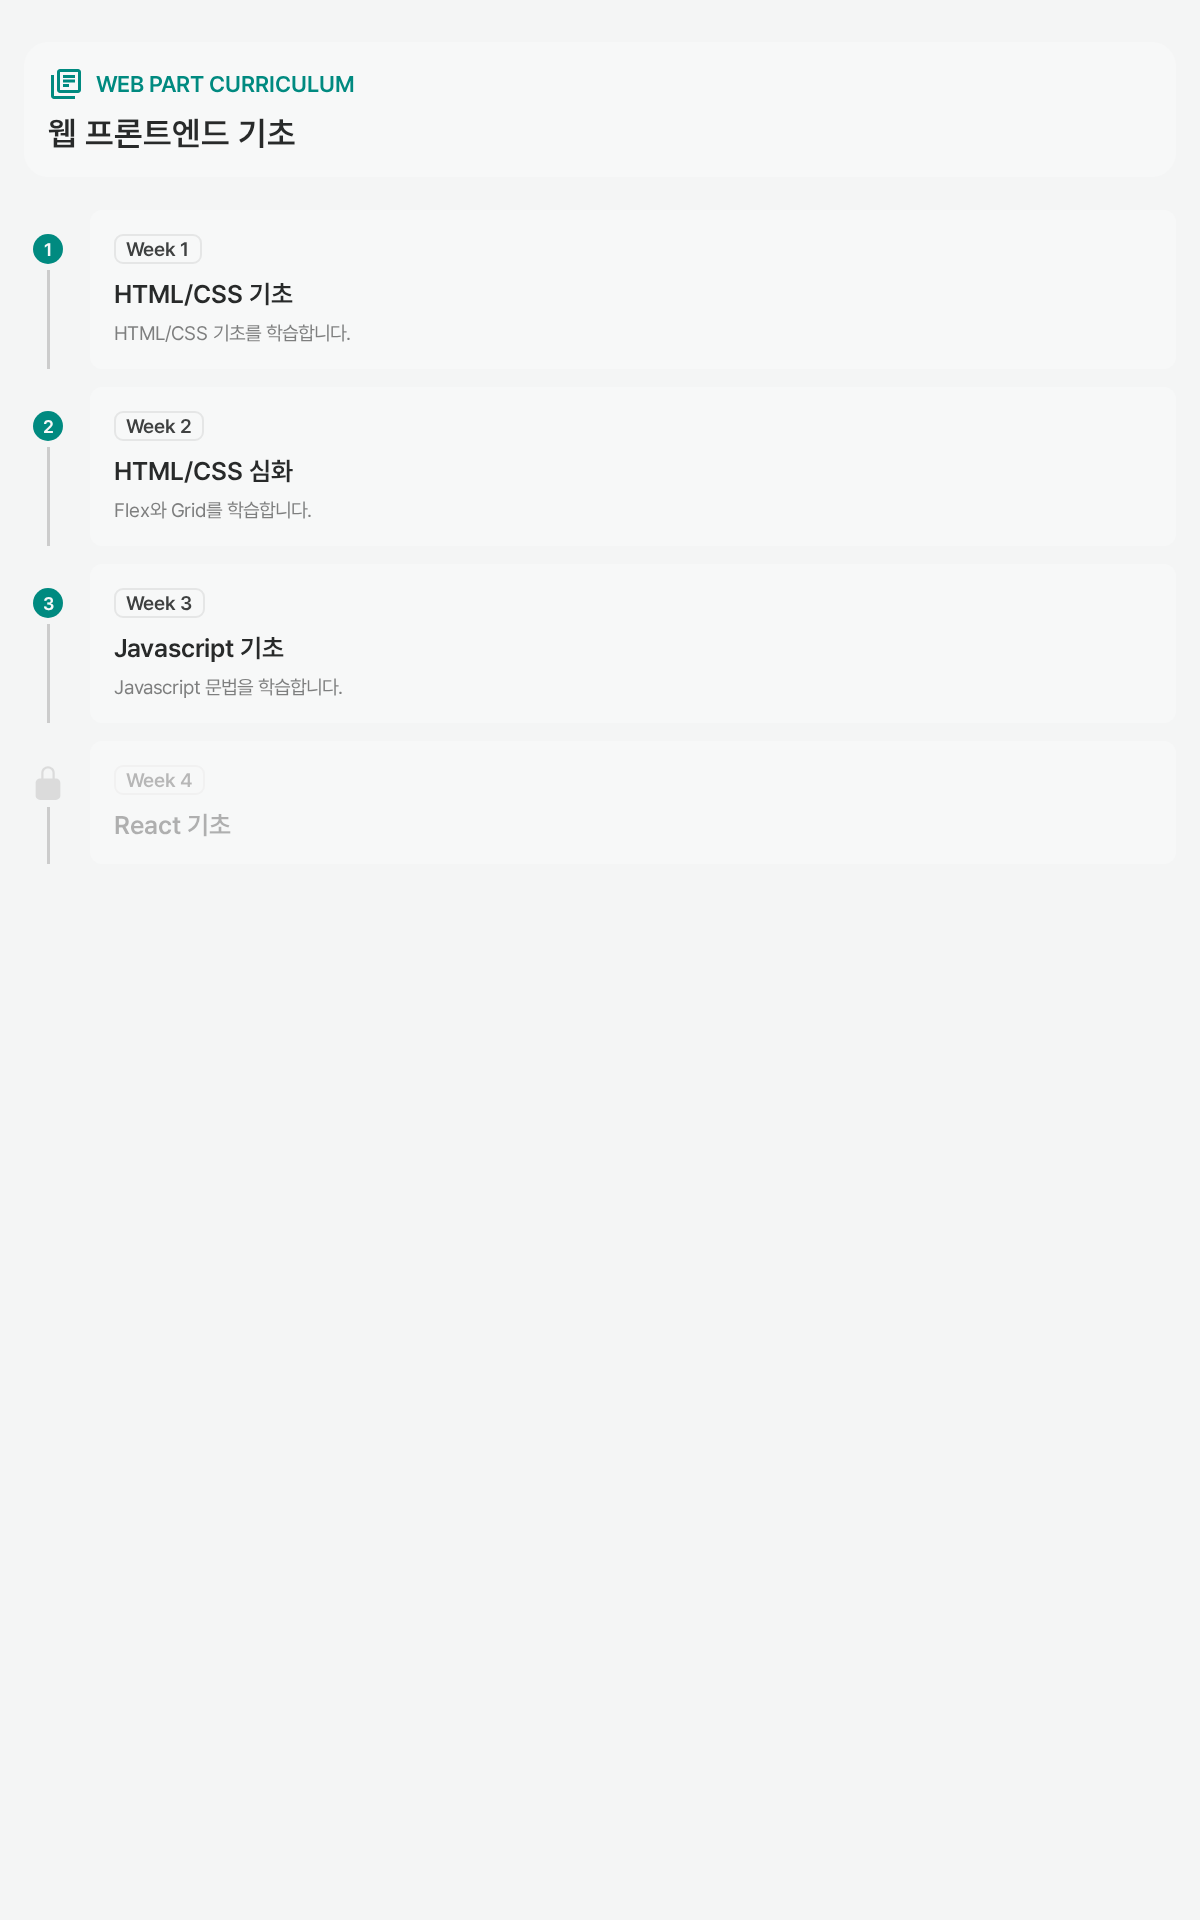 WEB PART CURRICULUM
웹 프론트엔드 기초
1
Week 1
HTML/CSS 기초
HTML/CSS 기초를 학습합니다.
2
Week 2
HTML/CSS 심화
Flex와 Grid를 학습합니다.
3
Week 3
Javascript 기초
Javascript 문법을 학습합니다.
Week 4
React 기초